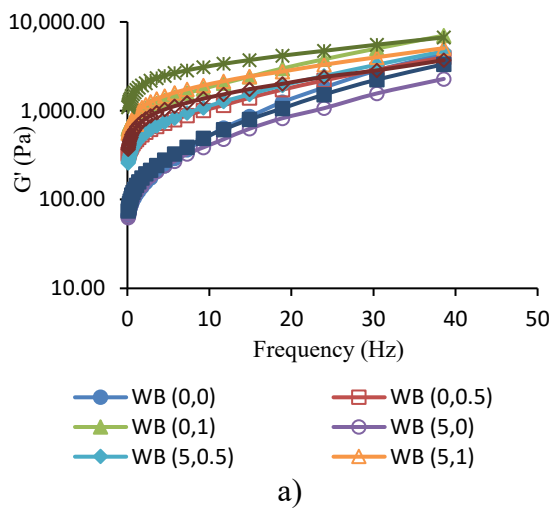 10,000.00
1,000.00
100.00
10.00
G' (Pa)
0 10 20 30 40 50
Frequency (Hz)
WB (0,0) WB (0,0.5)
WB (0,1) WB (5,0)
WB (5,0.5) WB (5,1)
a)